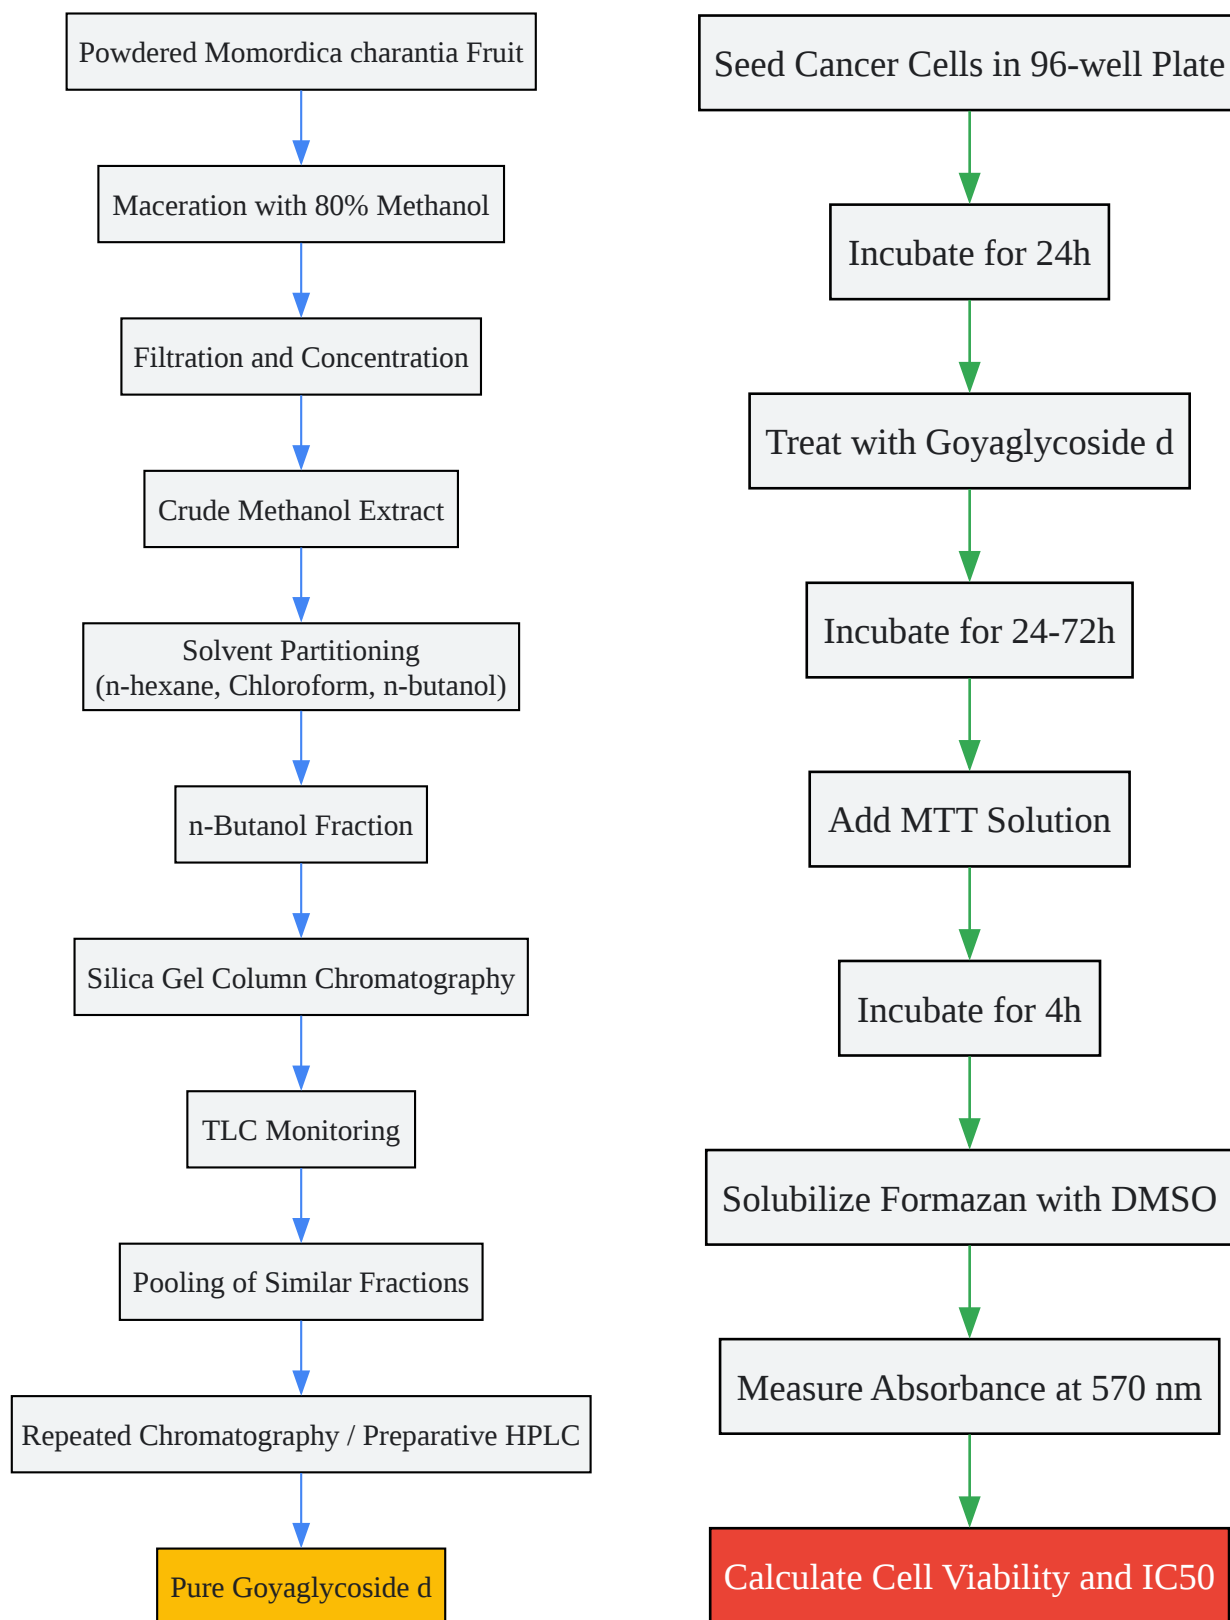 Powdered Momordica charantia Fruit
Maceration with 80% Methanol
Filtration and Concentration
Crude Methanol Extract
Solvent Partitioning
(n-hexane, Chloroform, n-butanol)
n-Butanol Fraction
Silica Gel Column Chromatography
TLC Monitoring
Pooling of Similar Fractions
Repeated Chromatography / Preparative HPLC
Pure Goyaglycoside d
Seed Cancer Cells in 96-well Plate
Incubate for 24h
Treat with Goyaglycoside d
Incubate for 24-72h
Add MTT Solution
Incubate for 4h
Solubilize Formazan with DMSO
Measure Absorbance at 570 nm
Calculate Cell Viability and IC50